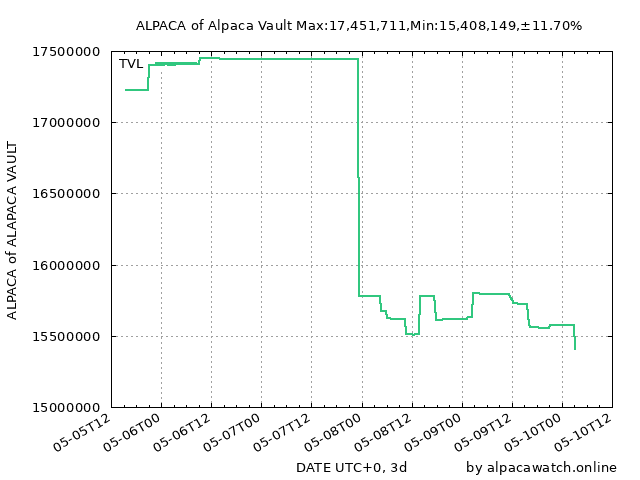 ALPACA of Alpaca Vault Max:17,451,711,Min:15,408,149,±11.70%
17500000
TVL
17000000
16500000
16000000
15500000
15000000
ALPACA of ALAPACA VAULT
05-05T12
05-06T00
05-06T12
05-07T00
05-07T12
05-08T00
05-08T12
05-09T00
05-09T12
05-10T00
05-10T12
DATE UTC+0, 3d
by alpacawatch.online